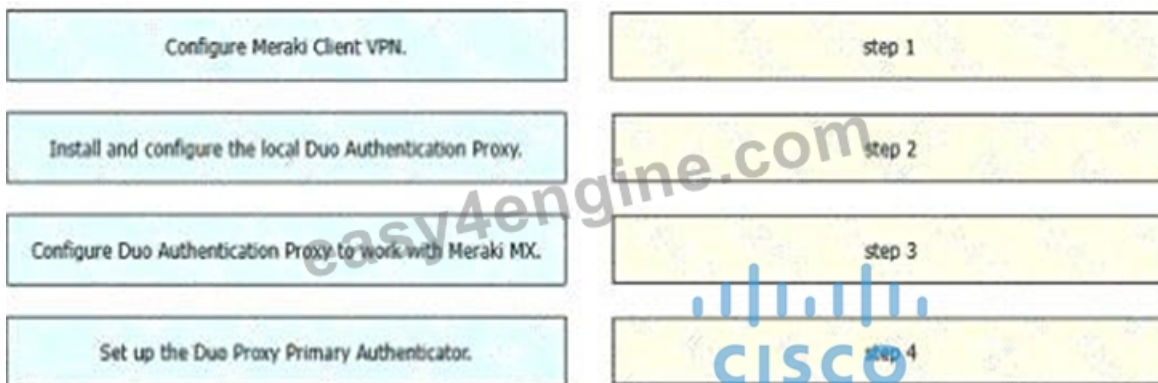 Configure Meraki Client VPN.
step 1
Install and configure the local Duo Authentication Proxy.
step 2
Configure Duo Authentication Proxy to work with Meraki MX.
step 3
Set up the Duo Proxy Primary Authenticator.
step 4
easy4engine.com
CISCO